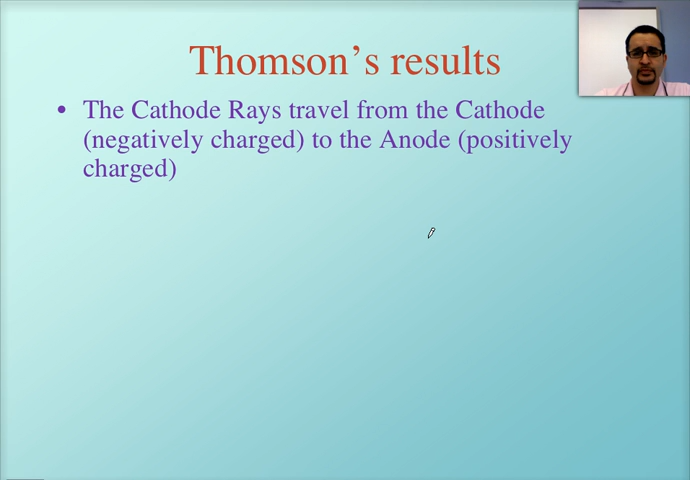 Thomson’s results
• The Cathode Rays travel from the Cathode
(negatively charged) to the Anode (positively
charged)